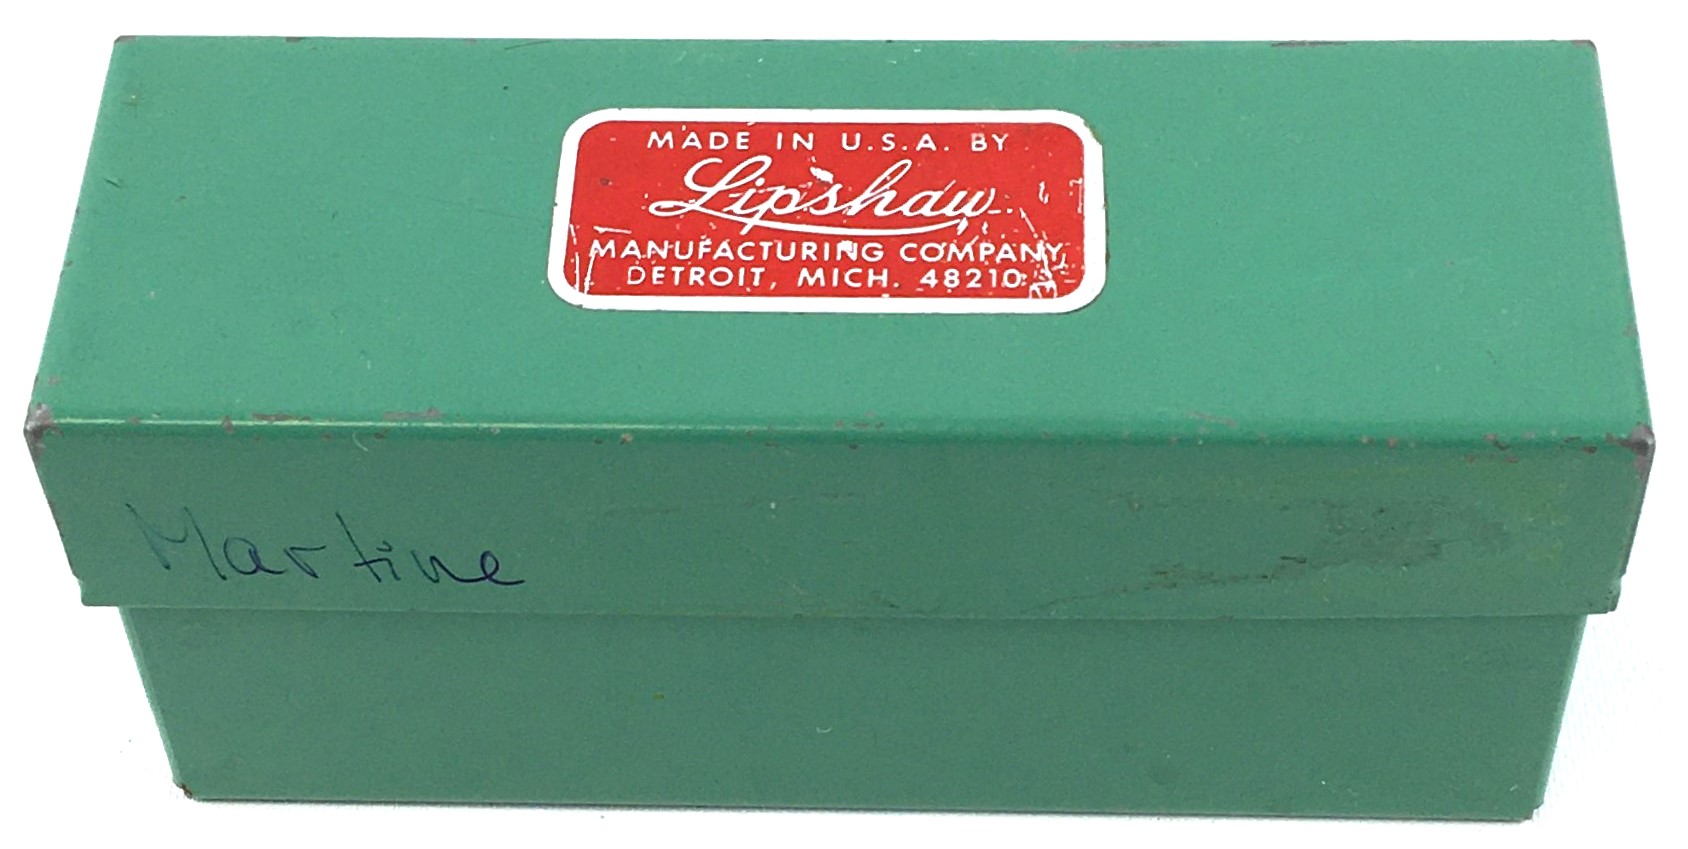 MADE IN U.S.A. BY
Lipshaw
MANUFACTURING COMPANY
DETROIT, MICH. 48210
Martine